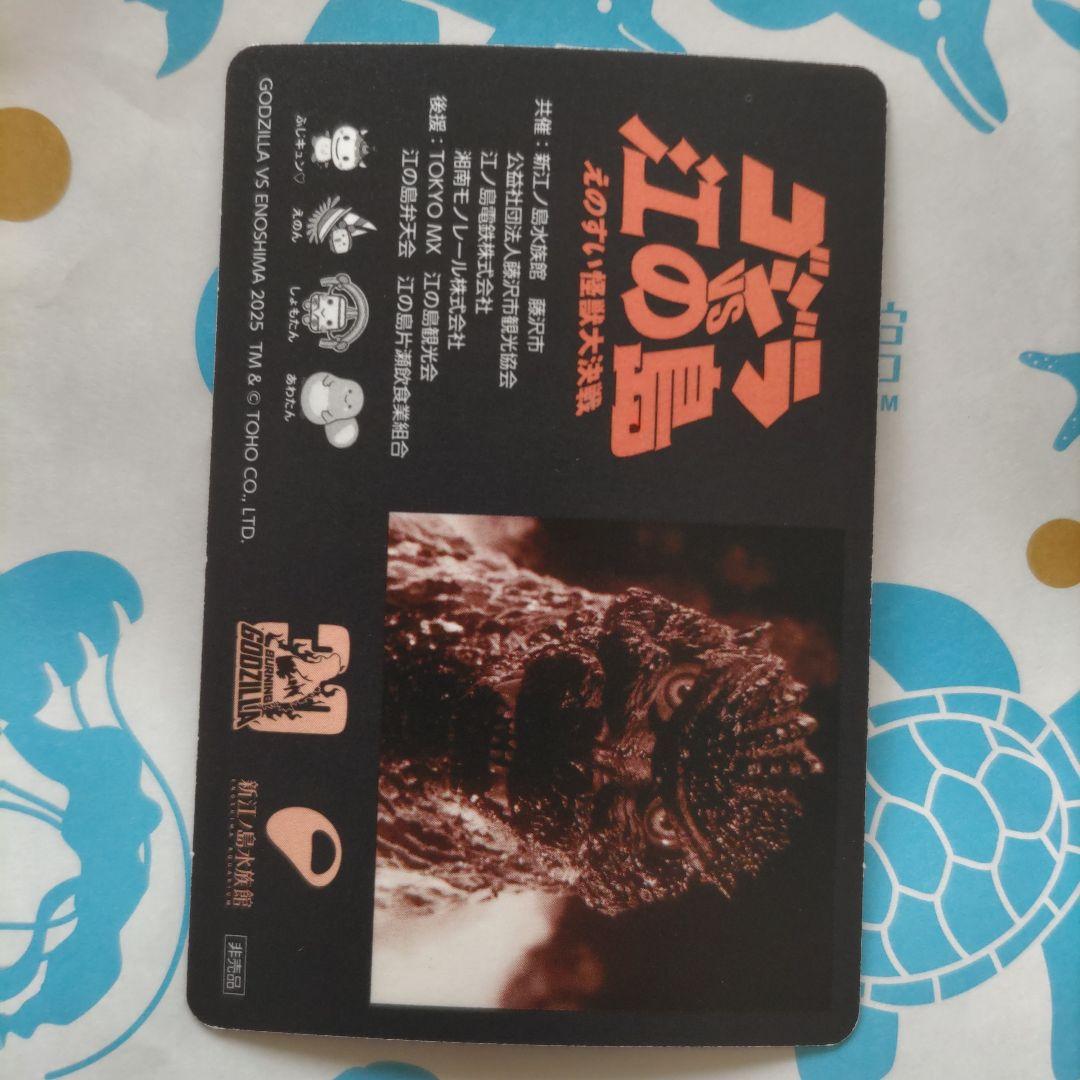 ゴジラ
VS
江の島
えのすい怪獣大決戦
共催：新江ノ島水族館　藤沢市
公益社団法人藤沢市観光協会
江ノ島電鉄株式会社
湘南モノレール株式会社
後援：TOKYO MX　江の島観光会
江の島弁天会　江の島片瀬飲食業組合
ふじキュン♡
えのん
しょもたん
あわたん
GODZILLA VS ENOSHIMA 2025 TM & © TOHO CO., LTD.
BURNING
GODZILLA
新江ノ島水族館
ENOSHIMA AQUARIUM
非売品